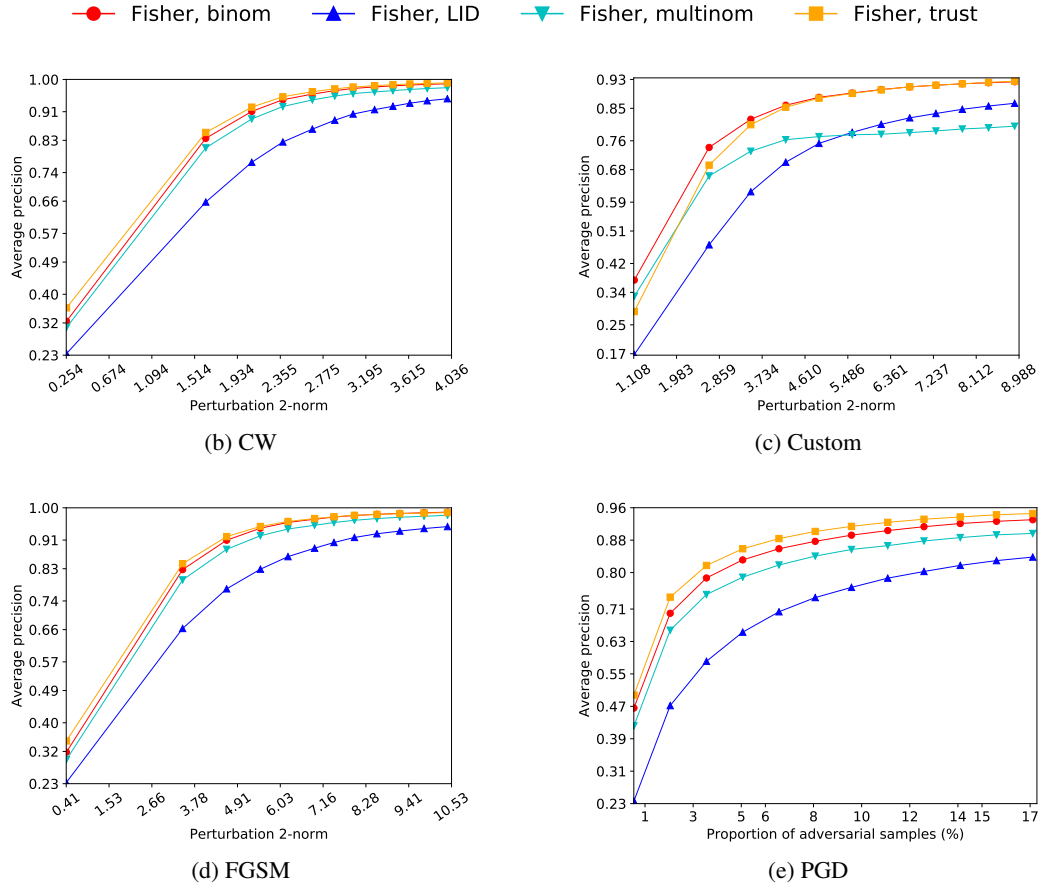 Fisher, binom Fisher, LID Fisher, multinom Fisher, trust
1.00
0.91
0.83
0.74
0.66
0.57
0.49
0.40
0.32
0.23
Average precision
0.254 0.674 1.094 1.514 1.934 2.355 2.775 3.195 3.615 4.036
Perturbation 2-norm
(b) CW
0.93
0.85
0.76
0.68
0.59
0.51
0.42
0.34
0.25
0.17
Average precision
1.108 1.983 2.859 3.734 4.610 5.486 6.361 7.237 8.112 8.988
Perturbation 2-norm
(c) Custom
1.00
0.91
0.83
0.74
0.66
0.57
0.49
0.40
0.32
0.23
Average precision
0.41 1.53 2.66 3.78 4.91 6.03 7.16 8.28 9.41 10.53
Perturbation 2-norm
(d) FGSM
0.96
0.88
0.80
0.71
0.63
0.55
0.47
0.39
0.31
0.23
Average precision
1 3 5 6 8 10 12 14 15 17
Proportion of adversarial samples (%)
(e) PGD